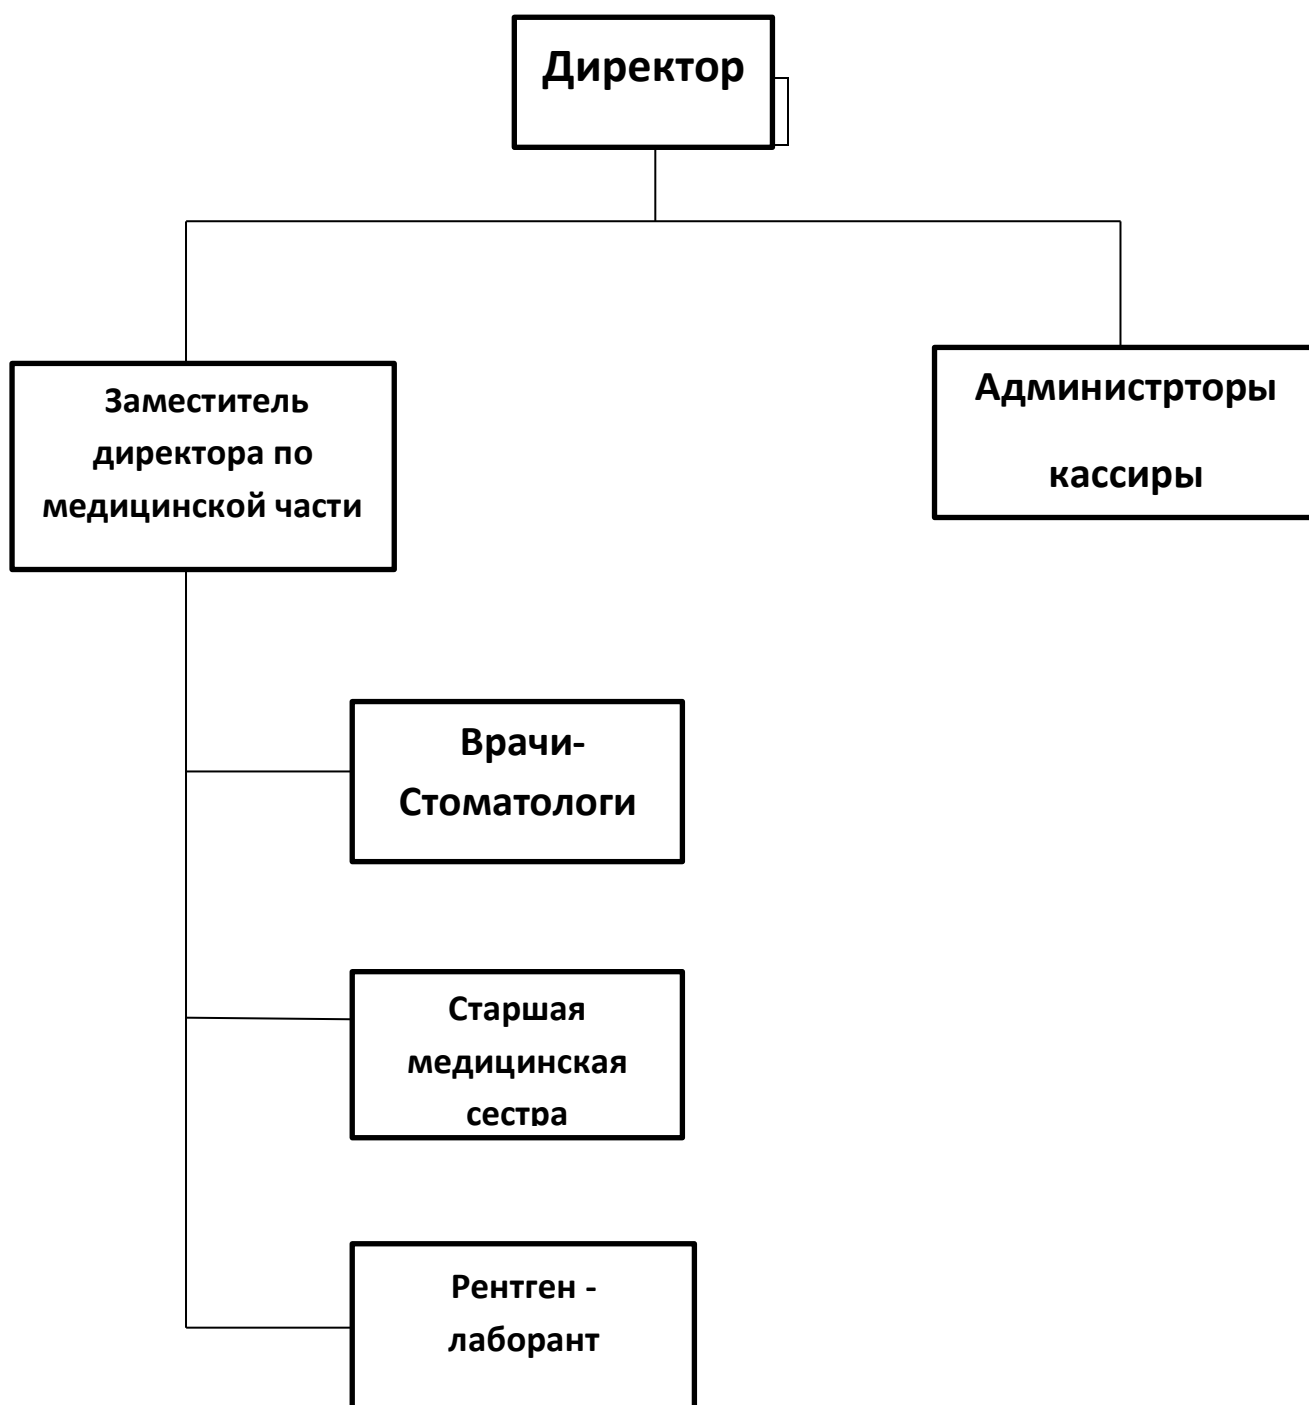 Директор
Заместитель
директора по
медицинской части
Администрторы
кассиры
Врачи-
Стоматологи
Старшая
медицинская
сестра
Рентген -
лаборант